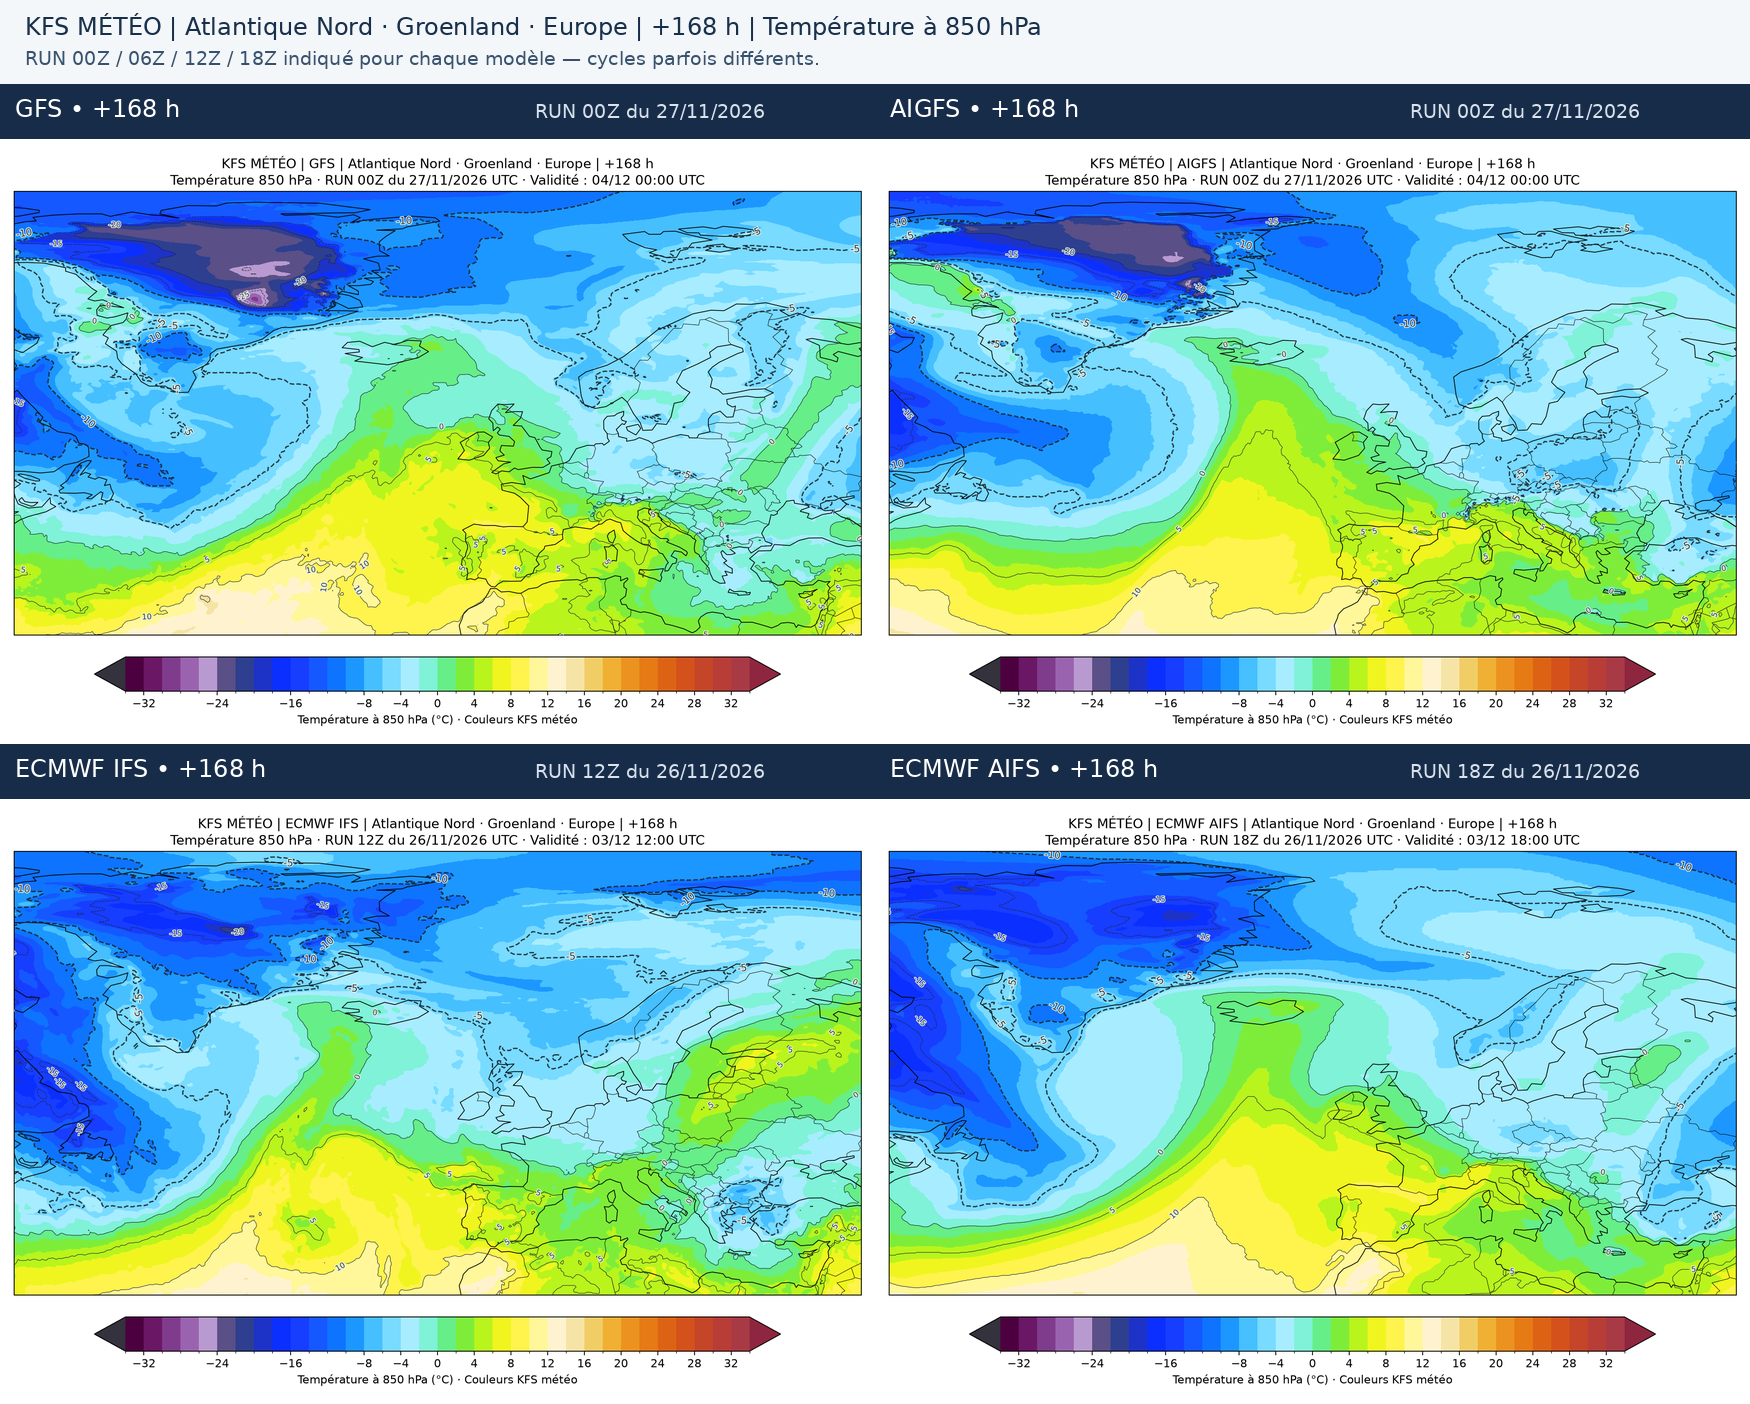 KFS MÉTÉO | Atlantique Nord · Groenland · Europe | +168 h | Température à 850 hPa
RUN 00Z / 06Z / 12Z / 18Z indiqué pour chaque modèle — cycles parfois différents.
GFS • +168 h
RUN 00Z du 27/11/2026
AIGFS • +168 h
RUN 00Z du 27/11/2026
KFS MÉTÉO | GFS | Atlantique Nord · Groenland · Europe | +168 h
Température 850 hPa · RUN 00Z du 27/11/2026 UTC · Validité : 04/12 00:00 UTC
KFS MÉTÉO | AIGFS | Atlantique Nord · Groenland · Europe | +168 h
Température 850 hPa · RUN 00Z du 27/11/2026 UTC · Validité : 04/12 00:00 UTC
−32 −24 −16 −8 −4 0 4 8 12 16 20 24 28 32
Température à 850 hPa (°C) · Couleurs KFS météo
−32 −24 −16 −8 −4 0 4 8 12 16 20 24 28 32
Température à 850 hPa (°C) · Couleurs KFS météo
ECMWF IFS • +168 h
RUN 12Z du 26/11/2026
ECMWF AIFS • +168 h
RUN 18Z du 26/11/2026
KFS MÉTÉO | ECMWF IFS | Atlantique Nord · Groenland · Europe | +168 h
Température 850 hPa · RUN 12Z du 26/11/2026 UTC · Validité : 03/12 12:00 UTC
KFS MÉTÉO | ECMWF AIFS | Atlantique Nord · Groenland · Europe | +168 h
Température 850 hPa · RUN 18Z du 26/11/2026 UTC · Validité : 03/12 18:00 UTC
−32 −24 −16 −8 −4 0 4 8 12 16 20 24 28 32
Température à 850 hPa (°C) · Couleurs KFS météo
−32 −24 −16 −8 −4 0 4 8 12 16 20 24 28 32
Température à 850 hPa (°C) · Couleurs KFS météo